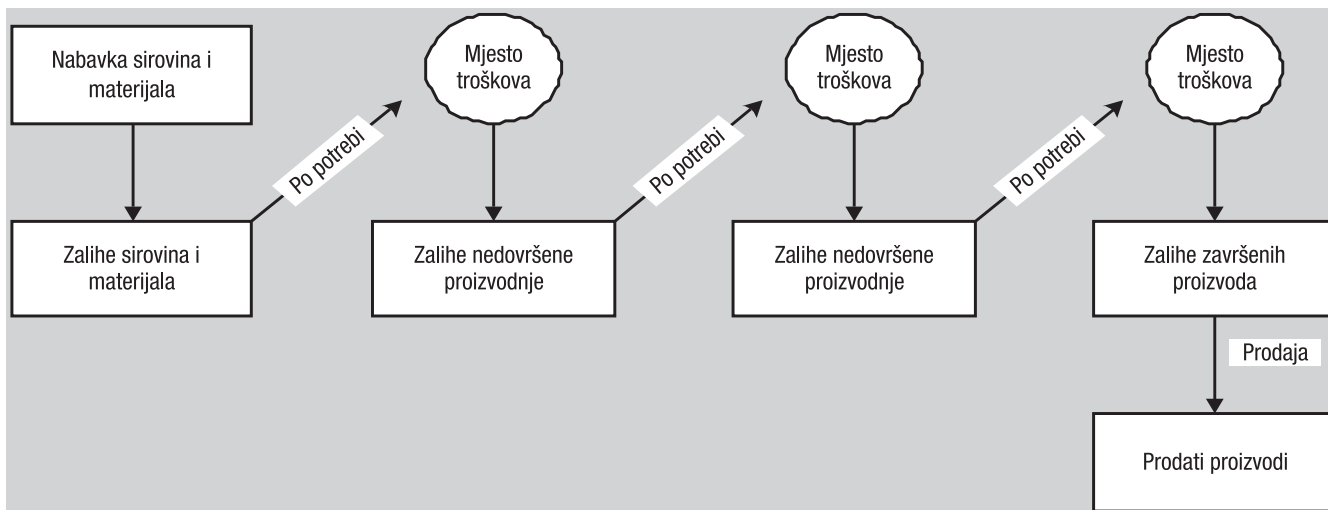 Nabavka sirovina i
materijala
Mjesto
troškova
Mjesto
troškova
Mjesto
troškova
Po potrebi
Po potrebi
Po potrebi
Zalihe sirovina i
materijala
Zalihe nedovršene
proizvodnje
Zalihe nedovršene
proizvodnje
Zalihe završenih
proizvoda
Prodaja
Prodati proizvodi